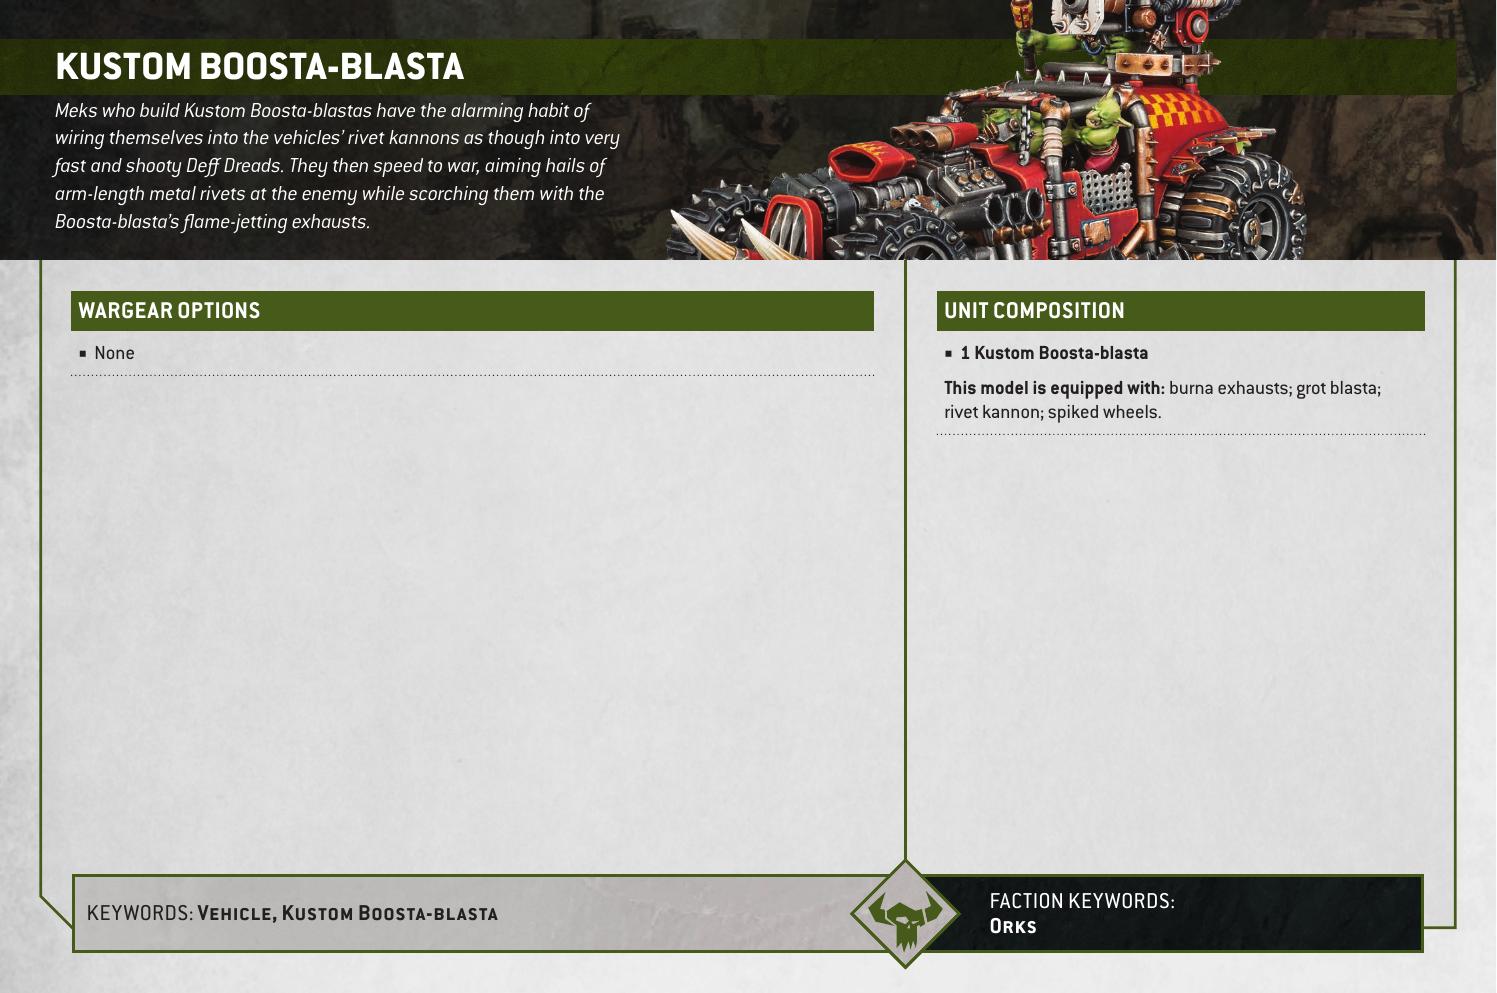 KUSTOM BOOSTA-BLASTA
Meks who build Kustom Boosta-blastas have the alarming habit of
wiring themselves into the vehicles’ rivet kannons as though into very
fast and shooty Deff Dreads. They then speed to war, aiming hails of
arm-length metal rivets at the enemy while scorching them with the
Boosta-blasta’s flame-jetting exhausts.
WARGEAR OPTIONS
▪ None
UNIT COMPOSITION
▪ 1 Kustom Boosta-blasta
This model is equipped with: burna exhausts; grot blasta;
rivet kannon; spiked wheels.
KEYWORDS: Vehicle, Kustom Boosta-blasta
FACTION KEYWORDS:
Orks